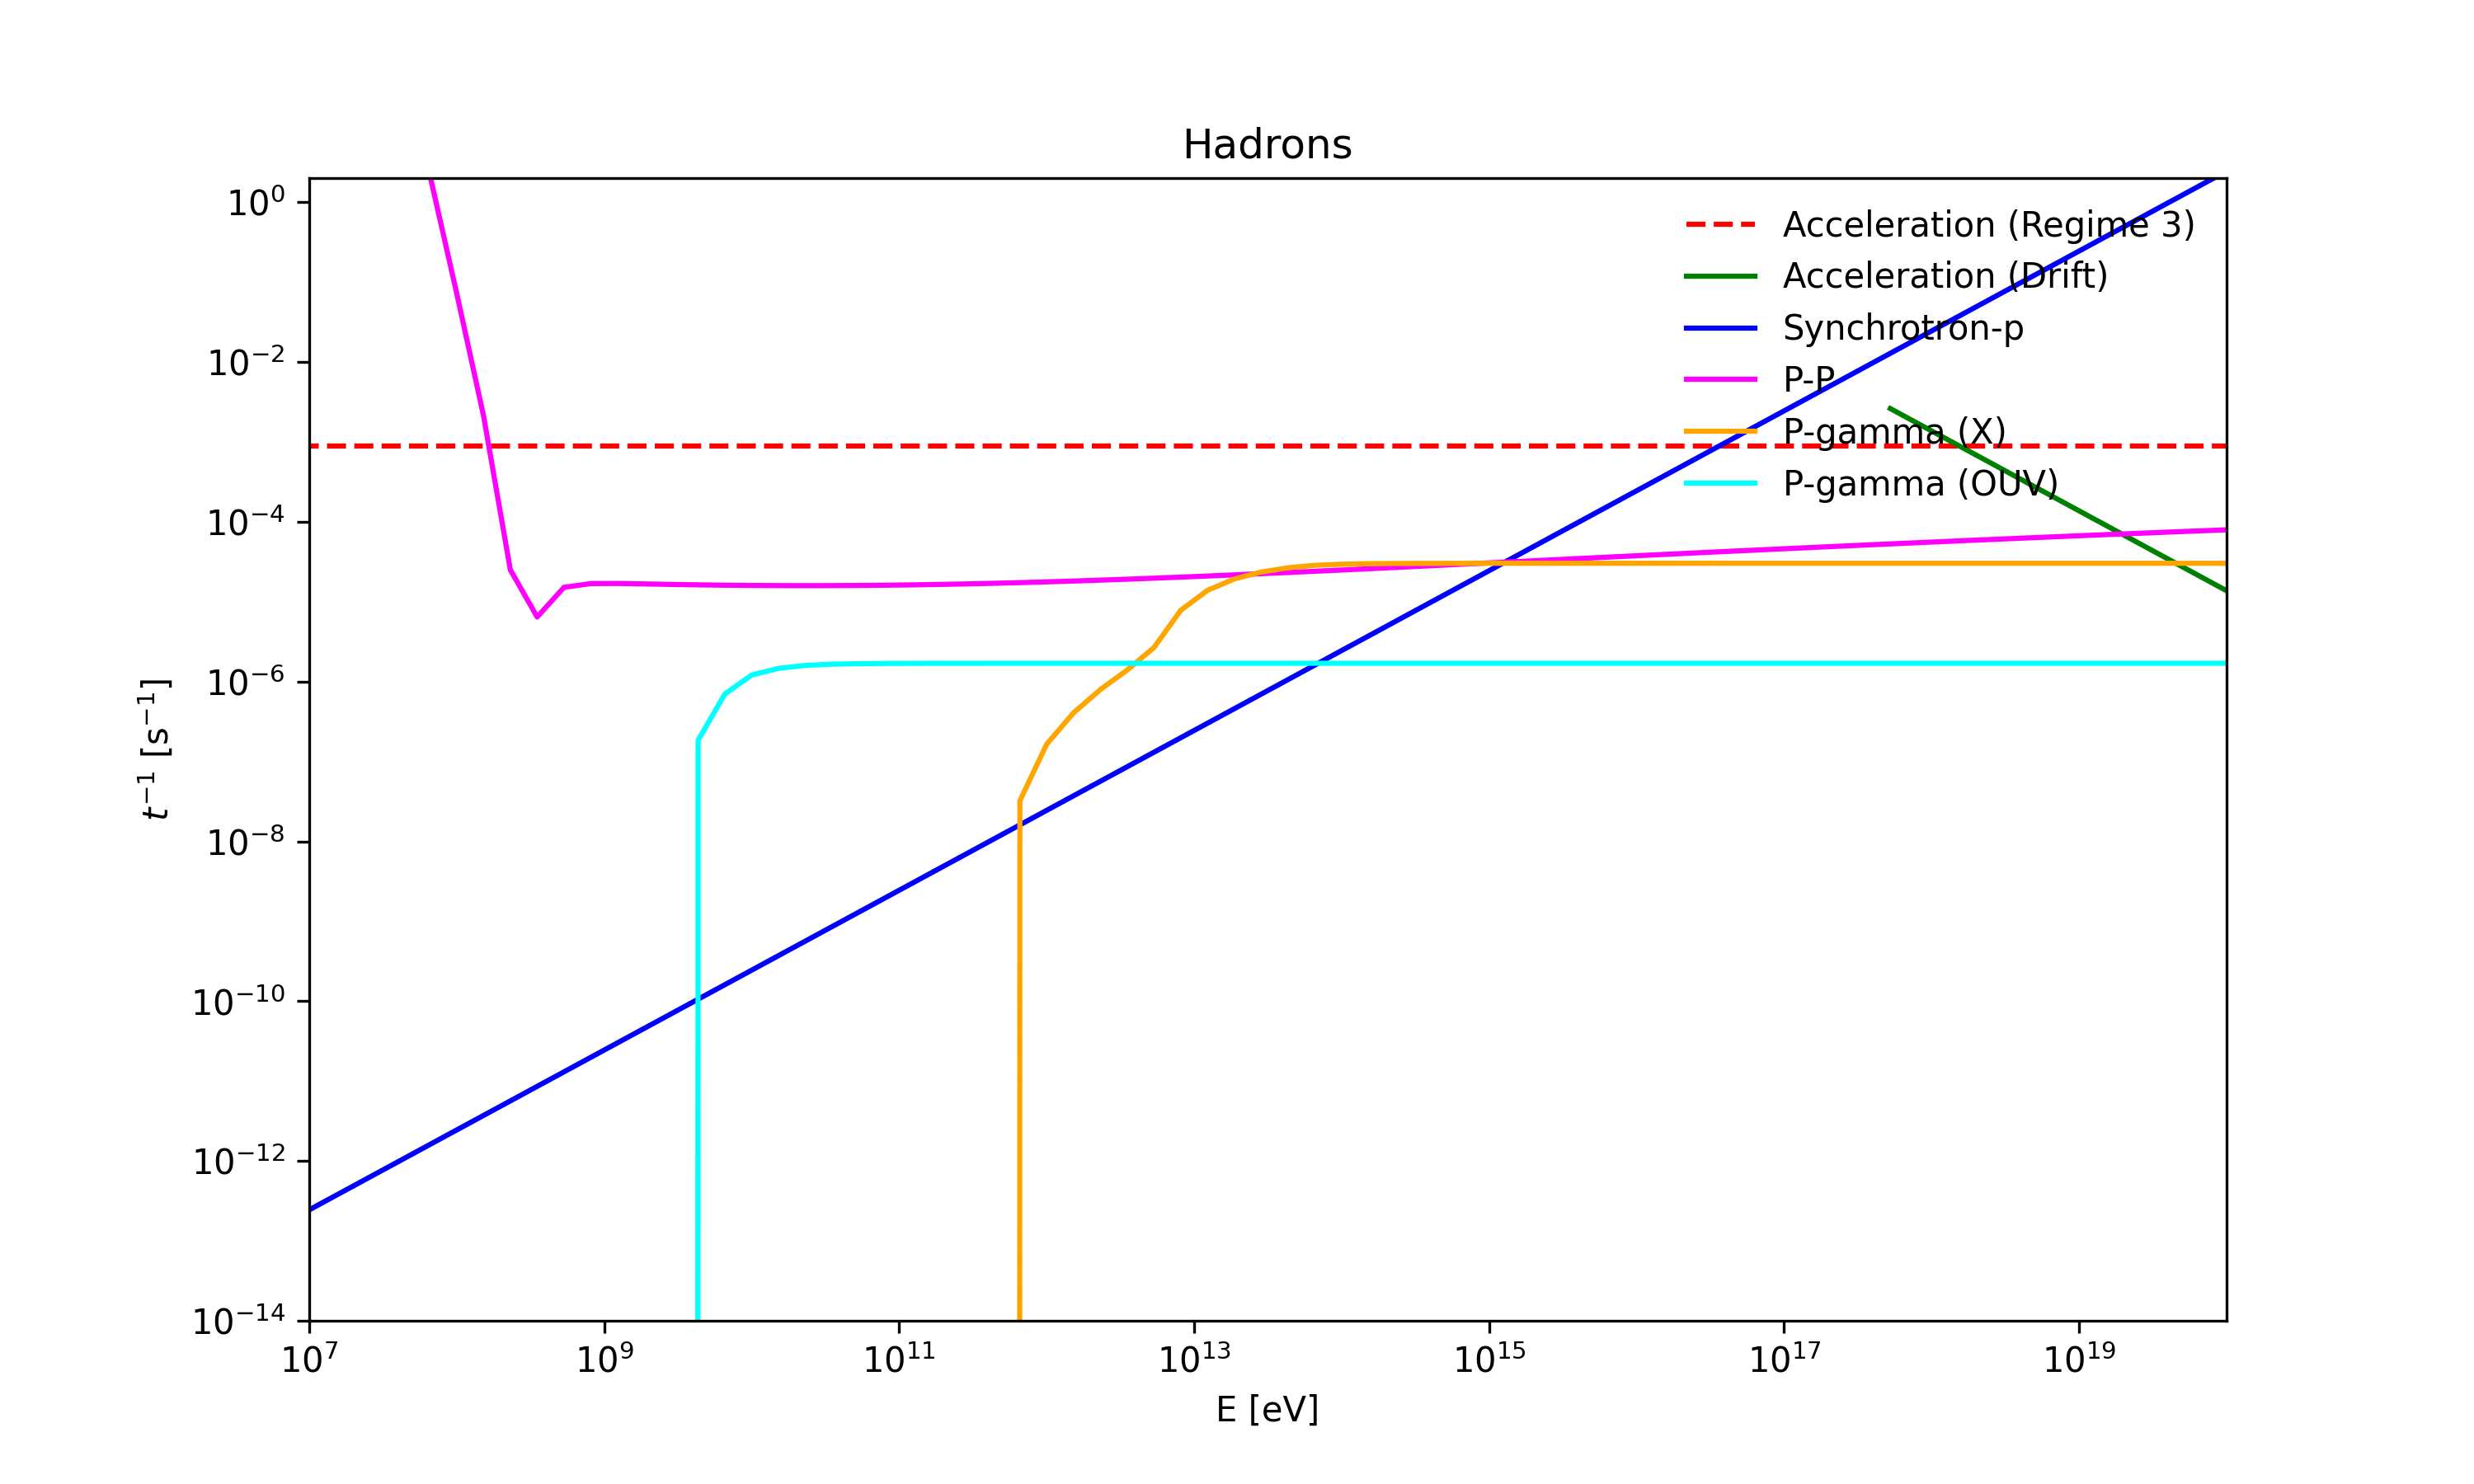 Hadrons
10^0
10^−2
10^−4
10^−6
10^−8
10^−10
10^−12
10^−14
t^−1 [s^−1]
Acceleration (Regime 3)
Acceleration (Drift)
Synchrotron-p
P-P
P-gamma (X)
P-gamma (OUV)
10^7 10^9 10^11 10^13 10^15 10^17 10^19
E [eV]